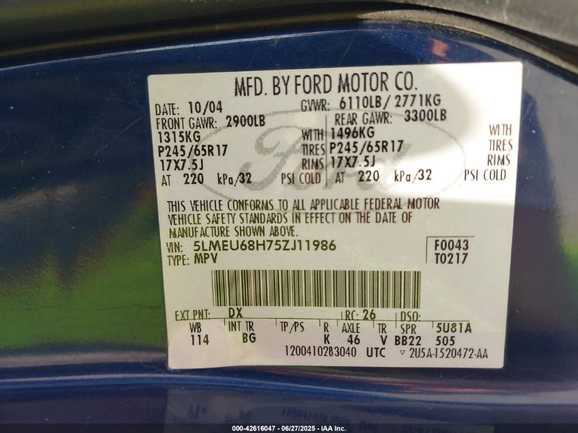 MFD. BY FORD MOTOR CO.
DATE: 10/04 GVWR: 6110LB/ 2771KG
FRONT GAWR: 2900LB REAR GAWR: 3300LB
1315KG WITH 1496KG WITH
P245/65R17 TIRES P245/65R17 TIRES
17X7.5J RIMS 17X7.5J RIMS
AT 220 kPa/32 PSI COLD AT 220 kPa/32 PSI COLD
THIS VEHICLE CONFORMS TO ALL APPLICABLE FEDERAL MOTOR
VEHICLE SAFETY STANDARDS IN EFFECT ON THE DATE OF
MANUFACTURE SHOWN ABOVE.
VIN: 5LMEU68H75ZJ11986 F0043
TYPE: MPV T0217
EXT PNT: DX RC: 26 DSO:
WB INT TR TP/PS R AXLE TR SPR 5U81A
114 BG K 46 V BB22 505
1200410283040 UTC 2U5A-1520472-AA
000-42616047 - 06/27/2025 - IAA Inc.